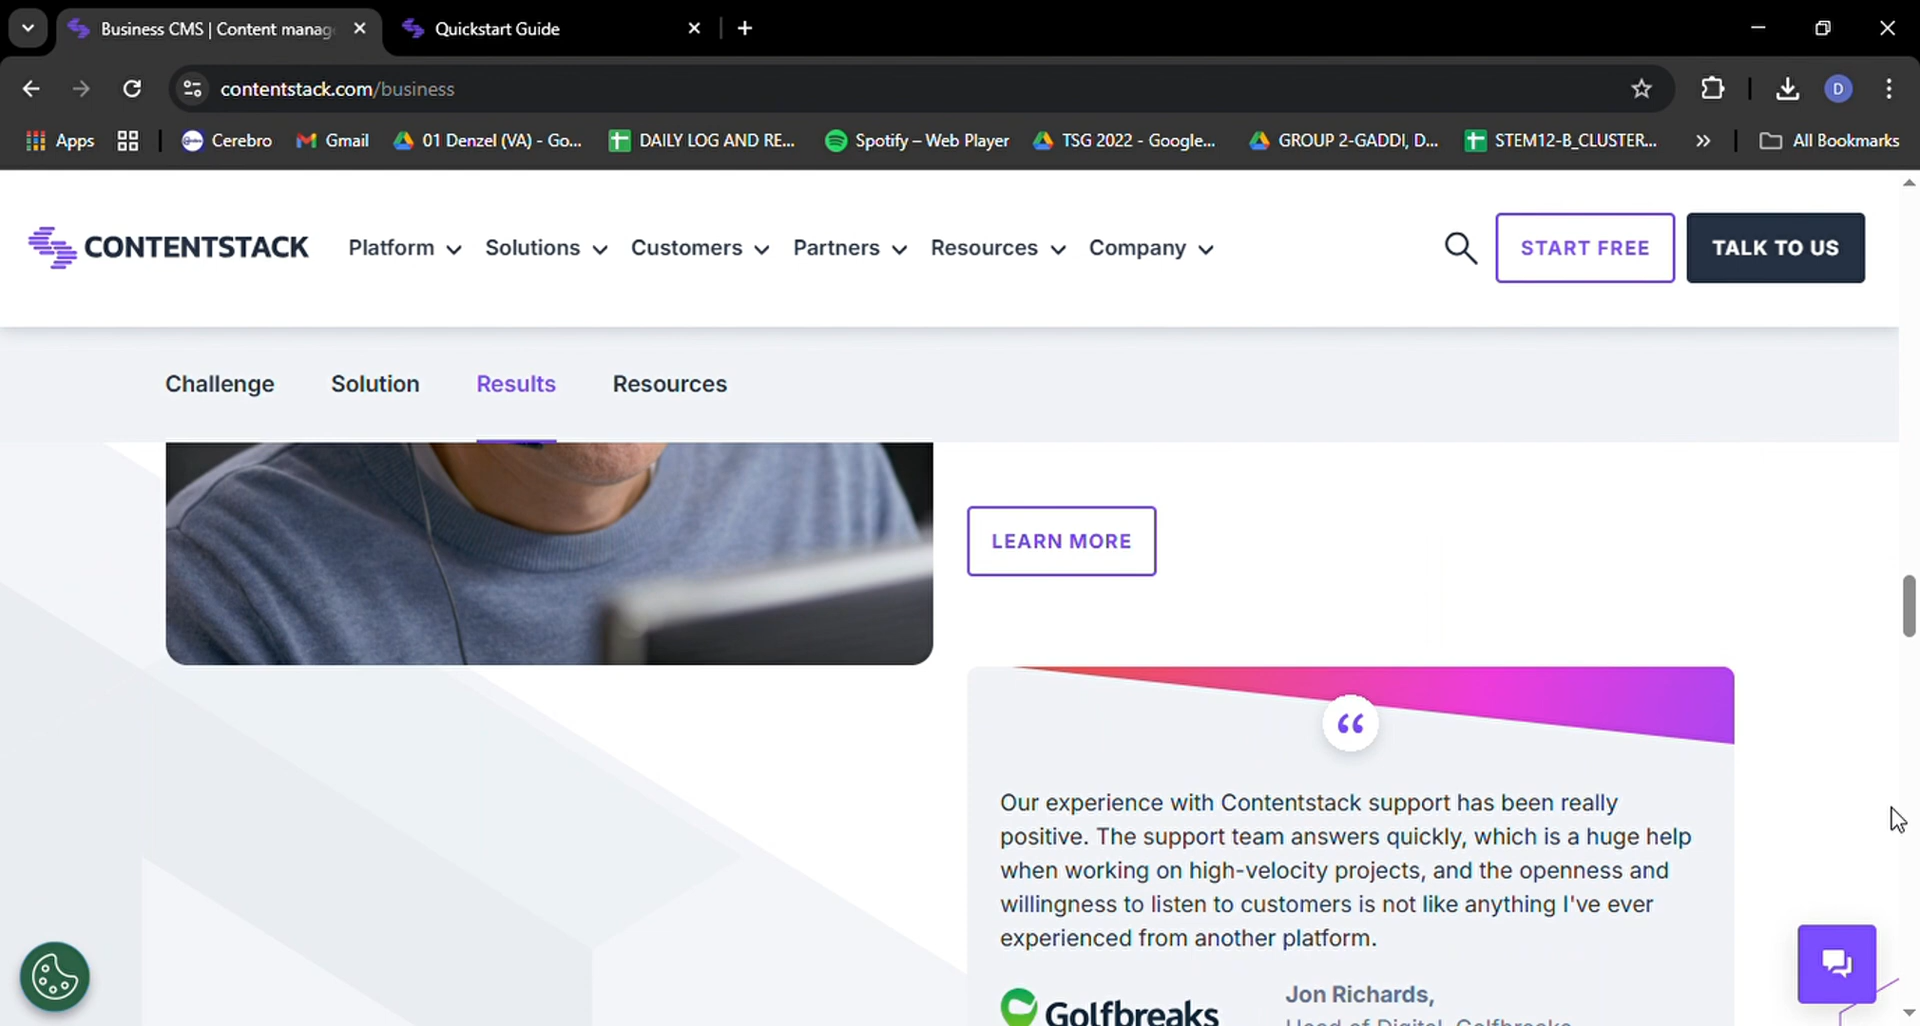 Business CMS | Content manag
Quickstart Guide
contentstack.com/business
D
Apps
Cerebro
Gmail
01 Denzel (VA) - Go...
DAILY LOG AND RE...
Spotify – Web Player
TSG 2022 - Google...
GROUP 2-GADDI, D...
STEM12-B_CLUSTER...
All Bookmarks
CONTENTSTACK
Platform
Solutions
Customers
Partners
Resources
Company
START FREE
TALK TO US
Challenge
Solution
Results
Resources
LEARN MORE
“
Our experience with Contentstack support has been really
positive. The support team answers quickly, which is a huge help
when working on high-velocity projects, and the openness and
willingness to listen to customers is not like anything I've ever
experienced from another platform.
Golfbreaks
Jon Richards,
Head of Digital, Golfbreaks